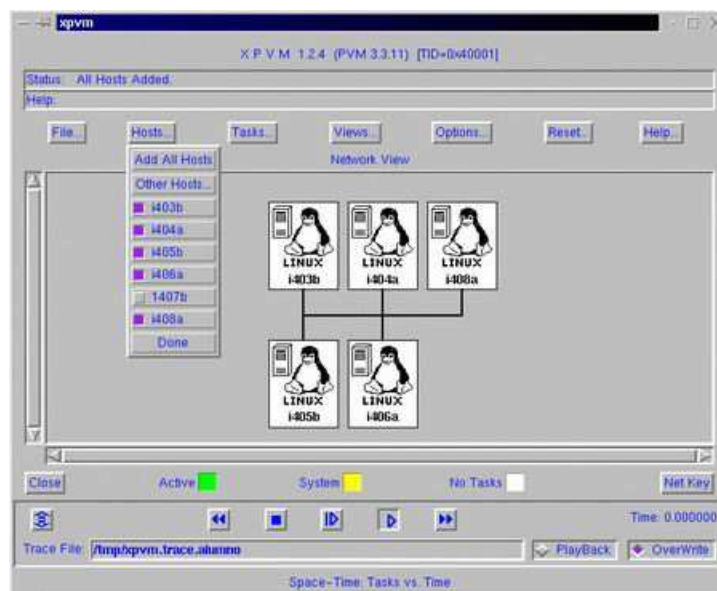 xpvm
X P V M 1.2.4 (PVM 3.3.11) [TID=0x40001]
Status: All Hosts Added.
Help:
File... Hosts... Tasks... Views... Options... Reset... Help...
Network View
Add All Hosts
Other Hosts...
i403b
i404a
i405b
i406a
1407b
i408a
Done
LINUX LINUX LINUX
i403b i404a i408a
LINUX LINUX
i405b i406a
Close Active System No Tasks Net Key
Time: 0.000000
Trace File: /tmp/xpvm.trace.alumno PlayBack OverWrite
Space-Time: Tasks vs. Time